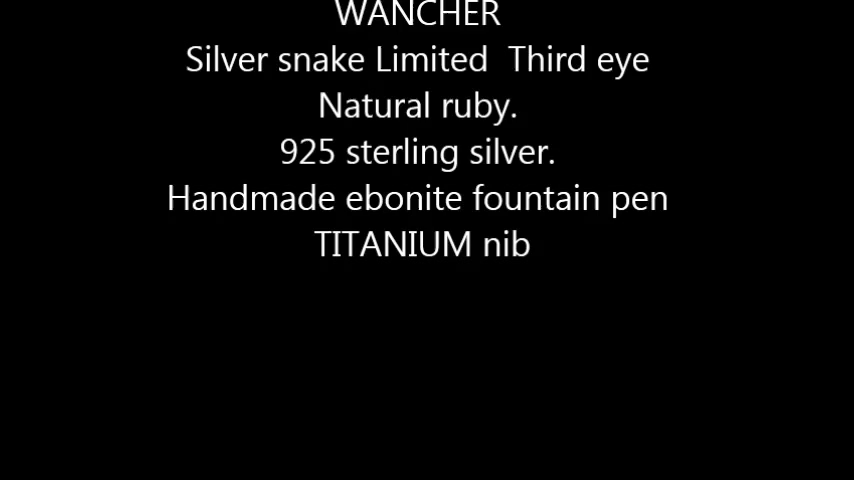 WANCHER
Silver snake Limited  Third eye
Natural ruby.
925 sterling silver.
Handmade ebonite fountain pen
TITANIUM nib